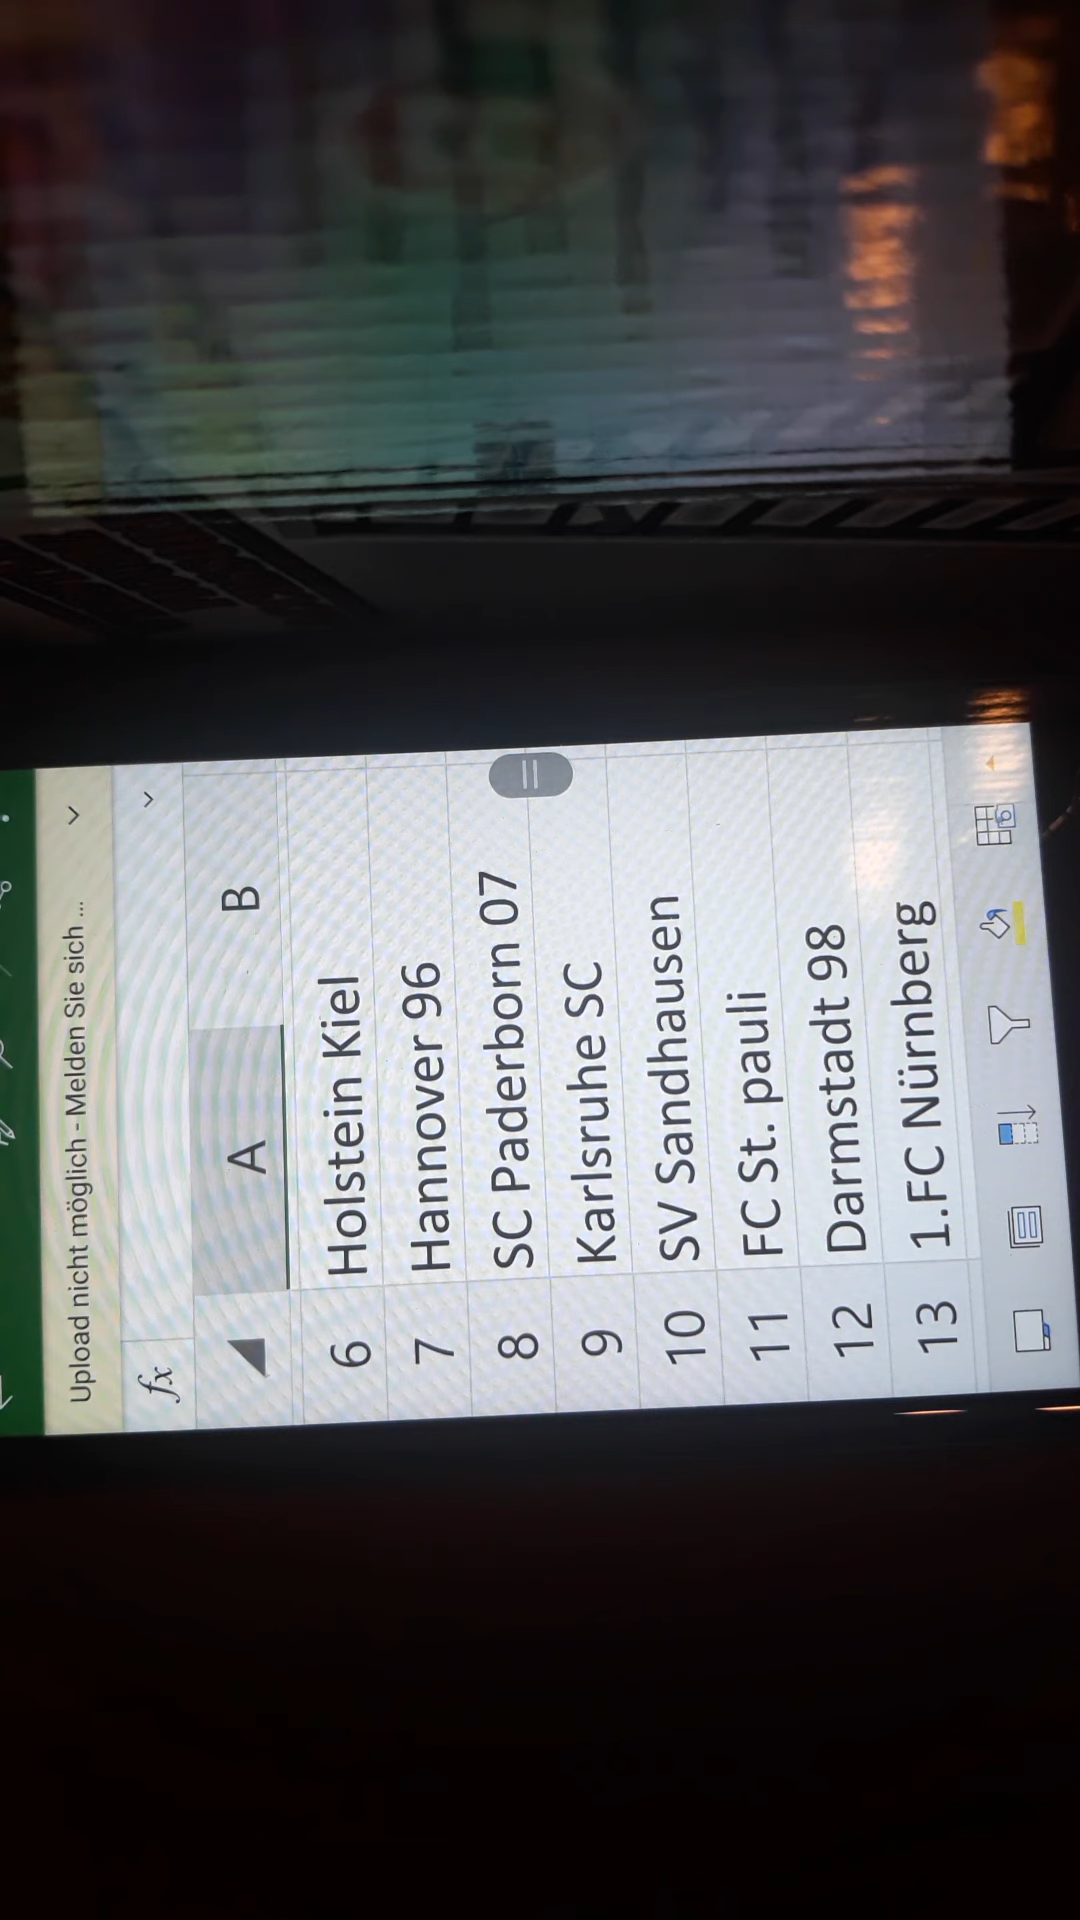 Upload nicht möglich - Melden Sie sich ...
fx
A B
6 Holstein Kiel
7 Hannover 96
8 SC Paderborn 07
9 Karlsruhe SC
10 SV Sandhausen
11 FC St. pauli
12 Darmstadt 98
13 1.FC Nürnberg